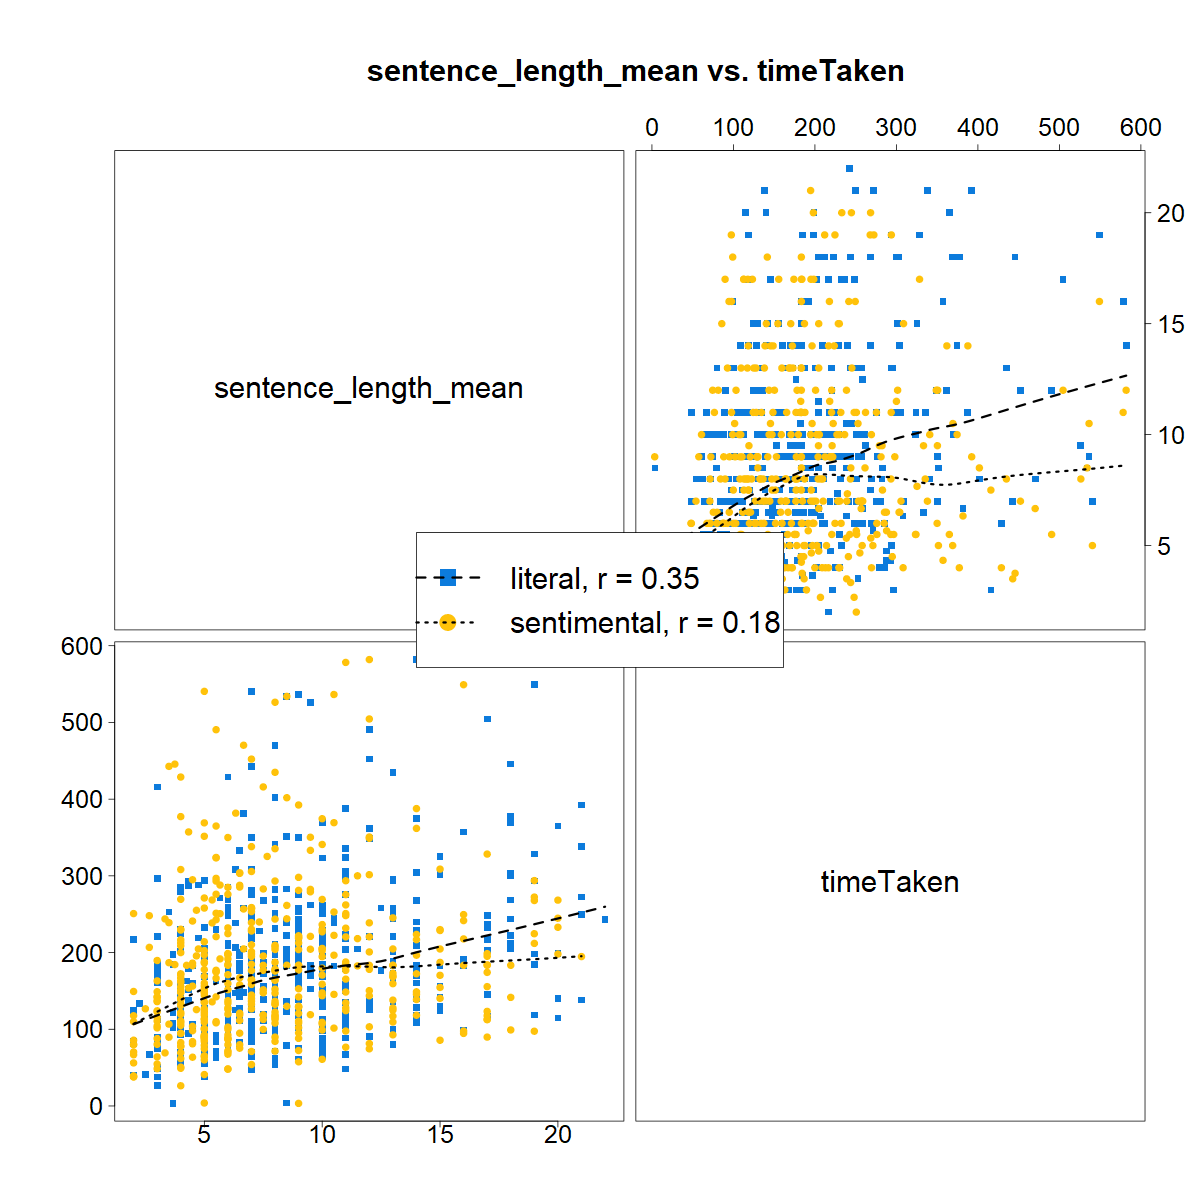 sentence_length_mean vs. timeTaken
0 100 200 300 400 500 600
sentence_length_mean
20
15
10
5
literal, r = 0.35
sentimental, r = 0.18
600
500
400
300
200
100
0
timeTaken
5 10 15 20